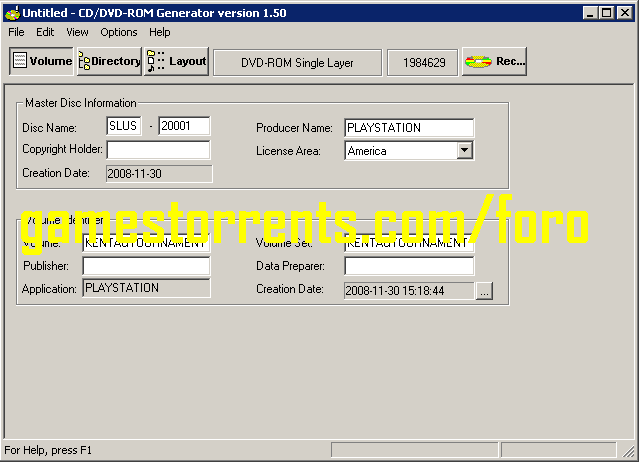 Untitled - CD/DVD-ROM Generator version 1.50
File Edit View Options Help
Volume Directory Layout DVD-ROM Single Layer 1984629 Rec...
Master Disc Information
Disc Name: SLUS - 20001 Producer Name: PLAYSTATION
Copyright Holder: License Area: America
Creation Date: 2008-11-30
Volume Identifier
gamestorrents.com/foro
Volume: KENTAOTOURNAMENT Volume Set: KENTAOTOURNAMENT
Publisher: Data Preparer:
Application: PLAYSTATION Creation Date: 2008-11-30 15:18:44 ...
For Help, press F1